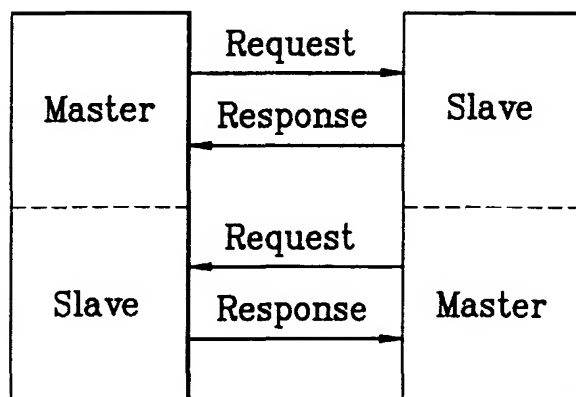 Request
Master
Response
Slave
Request
Slave
Response
Master